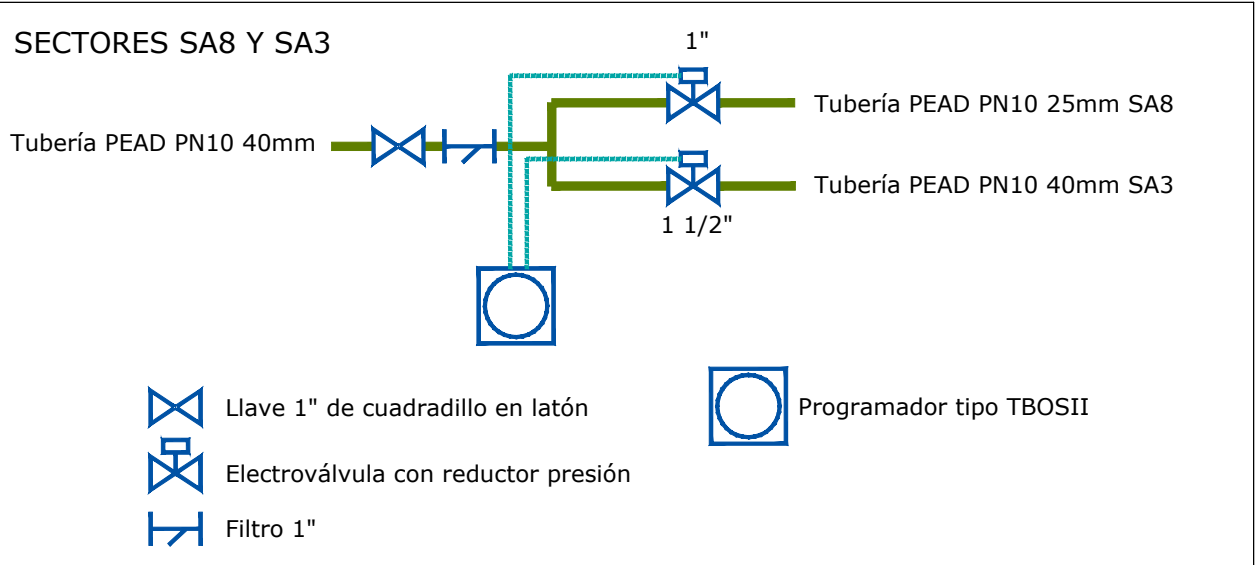 SECTORES SA8 Y SA3
1"
Tubería PEAD PN10 25mm SA8
Tubería PEAD PN10 40mm
Tubería PEAD PN10 40mm SA3
1 1/2"
Llave 1" de cuadradillo en latón
Programador tipo TBOSII
Electroválvula con reductor presión
Filtro 1"